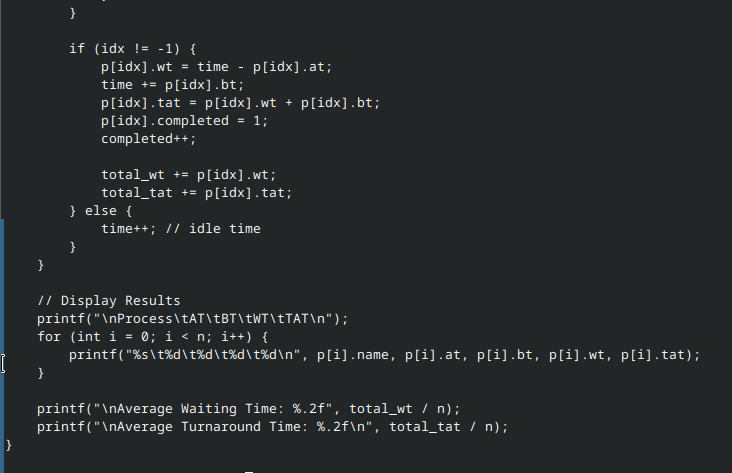 }
if (idx != -1) {
p[idx].wt = time - p[idx].at;
time += p[idx].bt;
p[idx].tat = p[idx].wt + p[idx].bt;
p[idx].completed = 1;
completed++;
total_wt += p[idx].wt;
total_tat += p[idx].tat;
} else {
time++; // idle time
}
}
// Display Results
printf("\nProcess\tAT\tBT\tWT\tTAT\n");
for (int i = 0; i < n; i++) {
printf("%s\t%d\t%d\t%d\t%d\n", p[i].name, p[i].at, p[i].bt, p[i].wt, p[i].tat);
}
printf("\nAverage Waiting Time: %.2f", total_wt / n);
printf("\nAverage Turnaround Time: %.2f\n", total_tat / n);
}